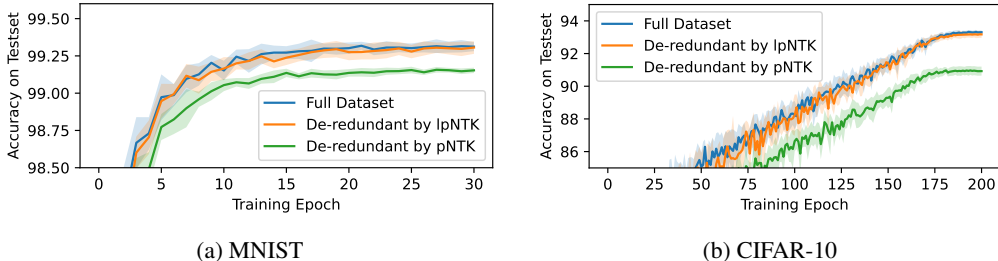 Accuracy on Testset
99.50
99.25
99.00
98.75
98.50
Full Dataset
De-redundant by lpNTK
De-redundant by pNTK
0 5 10 15 20 25 30
Training Epoch
(a) MNIST
Accuracy on Testset
94
92
90
88
86
Full Dataset
De-redundant by lpNTK
De-redundant by pNTK
0 25 50 75 100 125 150 175 200
Training Epoch
(b) CIFAR-10